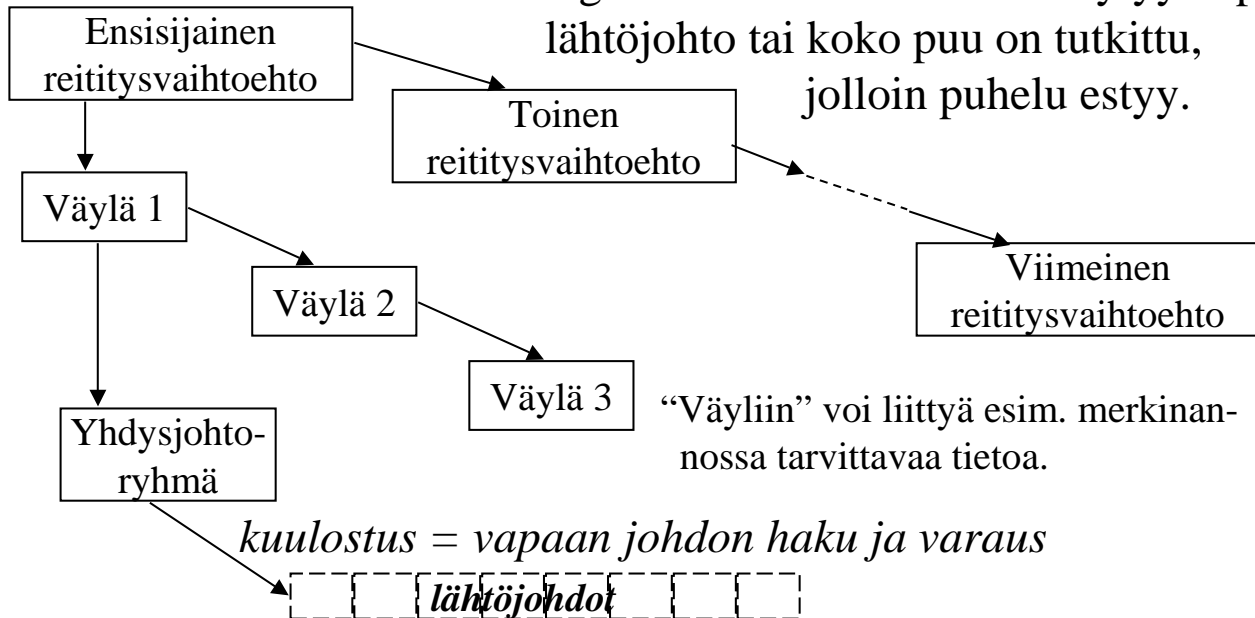 Ensisijainen
reititysvaihtoehto
lähtöjohto tai koko puu on tutkittu,
jolloin puhelu estyy.
Toinen
reititysvaihtoehto
Väylä 1
Väylä 2
Viimeinen
reititysvaihtoehto
Väylä 3
“Väyliin” voi liittyä esim. merkinan-
nossa tarvittavaa tietoa.
Yhdysjohto-
ryhmä
kuulostus = vapaan johdon haku ja varaus
lähtöjohdot